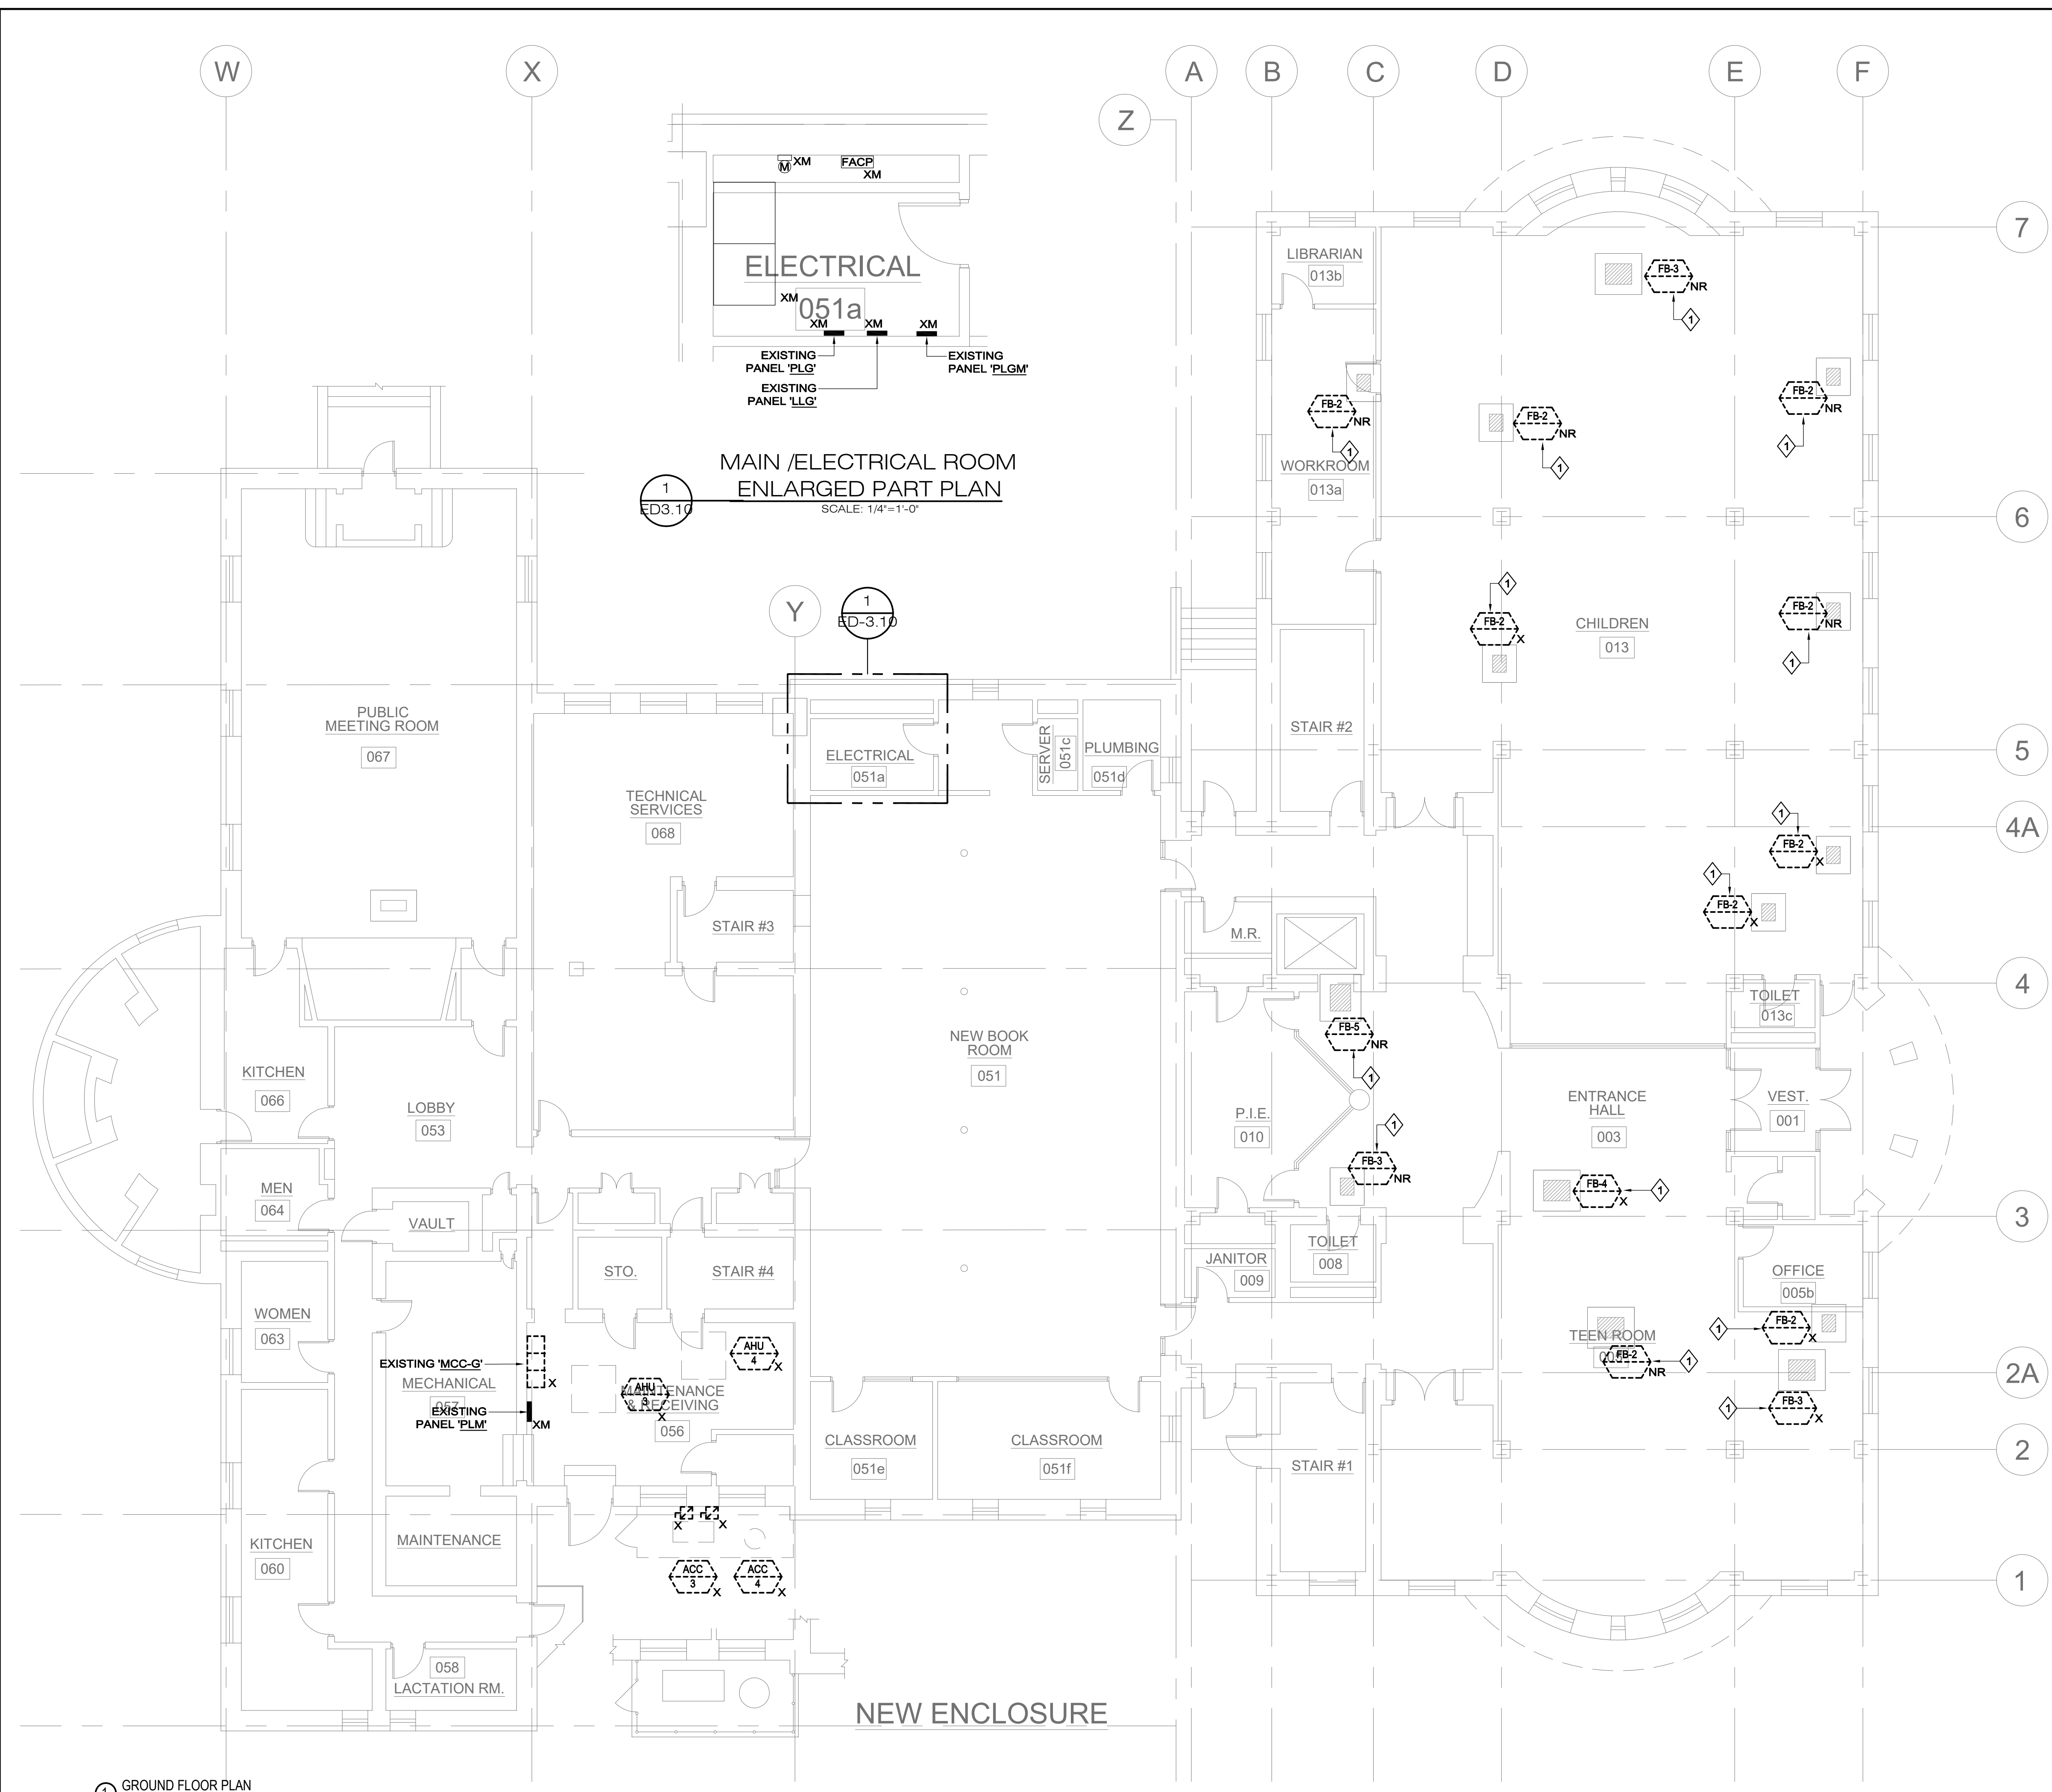 W
X
A
B
C
D
E
F
Z
M
XM
FACP
XM
7
ELECTRICAL
051a
XM
XM
XM
XM
EXISTING
PANEL 'PLG'
EXISTING
PANEL 'PLGM'
EXISTING
PANEL 'LLG'
LIBRARIAN
013b
FB-3
NR
1
FB-2
NR
1
FB-2
NR
1
FB-2
NR
1
MAIN /ELECTRICAL ROOM
ENLARGED PART PLAN
1
ED3.10
SCALE: 1/4"=1'-0"
WORKROOM
013a
6
Y
1
ED-3.10
1
FB-2
X
CHILDREN
013
FB-2
NR
1
PUBLIC
MEETING ROOM
067
STAIR #2
ELECTRICAL
051a
SERVER
051c
PLUMBING
051d
5
TECHNICAL
SERVICES
068
4A
1
FB-2
X
1
FB-2
X
STAIR #3
M.R.
4
TOILET
013c
FB-5
NR
1
NEW BOOK
ROOM
051
KITCHEN
066
LOBBY
053
P.I.E.
010
ENTRANCE
HALL
003
VEST.
001
1
FB-3
NR
FB-4
X
1
MEN
064
VAULT
3
STO.
STAIR #4
JANITOR
009
TOILET
008
OFFICE
005b
WOMEN
063
1
FB-2
X
TEEN ROOM
FB-2
NR
1
EXISTING 'MCC-G'
X
AHU
4
X
2A
MECHANICAL
057
EXISTING
PANEL 'PLM'
XM
AHU
3
X
MAINTENANCE
& RECEIVING
056
1
FB-3
X
CLASSROOM
051e
CLASSROOM
051f
STAIR #1
2
KITCHEN
060
MAINTENANCE
X
X
ACC
3
X
ACC
4
X
1
058
LACTATION RM.
NEW ENCLOSURE
1
GROUND FLOOR PLAN